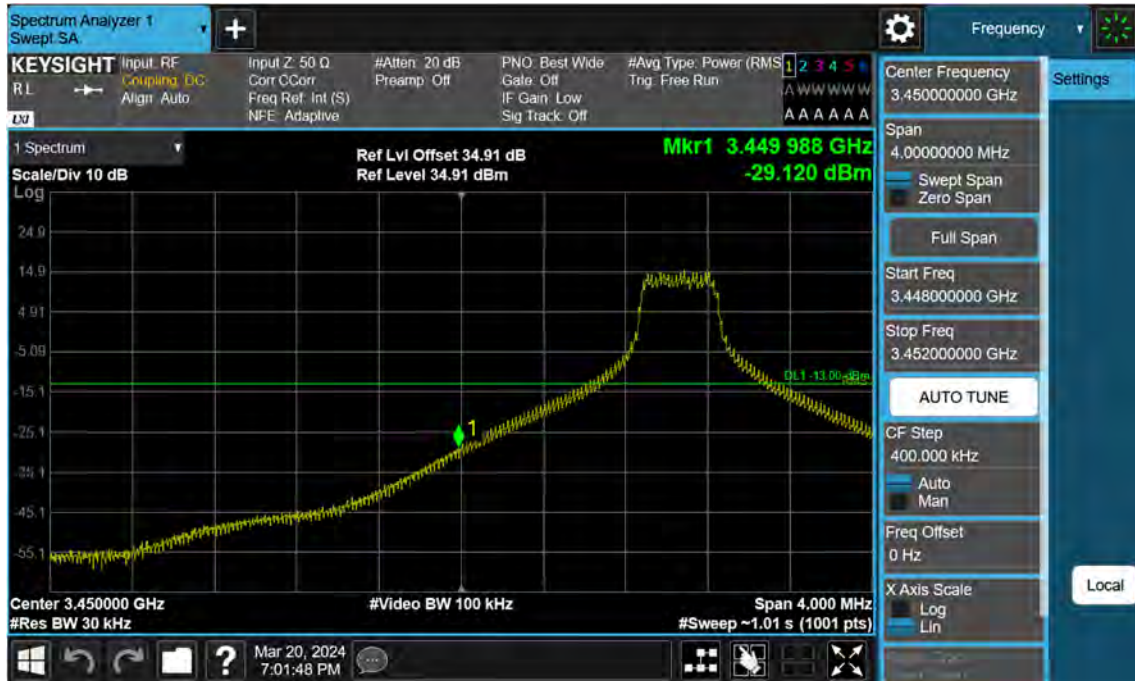 Spectrum Analyzer 1
Swept SA
Frequency
KEYSIGHT Input: RF Input Z: 50 Ω #Atten: 20 dB PNO: Best Wide #Avg Type: Power (RMS 1 2 3 4 5 6
RL Coupling: DC Corr CCorr Preamp: Off Gate: Off Trig: Free Run
Align: Auto Freq Ref: Int (S) IF Gain: Low A W W W W W
LXI NFE: Adaptive Sig Track: Off A A A A A A
Center Frequency
3.450000000 GHz
Settings
1 Spectrum
Ref Lvl Offset 34.91 dB
Mkr1 3.449 988 GHz
Scale/Div 10 dB Ref Level 34.91 dBm -29.120 dBm
Log
24.9
14.9
4.91
-5.09
DL1 -13.00 dBm
-15.1
-25.1
1
-35.1
-45.1
-55.1
Center 3.450000 GHz #Video BW 100 kHz Span 4.000 MHz
#Res BW 30 kHz #Sweep ~1.01 s (1001 pts)
Span
4.00000000 MHz
Swept Span
Zero Span
Full Span
Start Freq
3.448000000 GHz
Stop Freq
3.452000000 GHz
AUTO TUNE
CF Step
400.000 kHz
Auto
Man
Freq Offset
0 Hz
X Axis Scale
Log
Lin
Local
?
Mar 20, 2024
7:01:48 PM